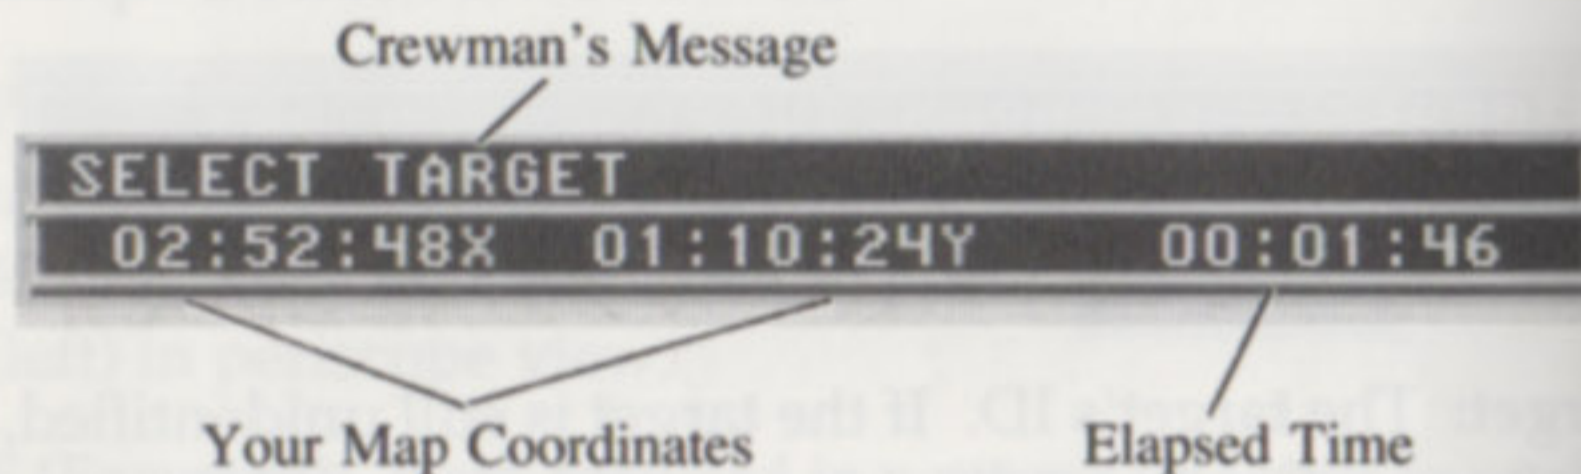 Crewman's Message
SELECT TARGET
02:52:48X 01:10:24Y 00:01:46
Your Map Coordinates Elapsed Time